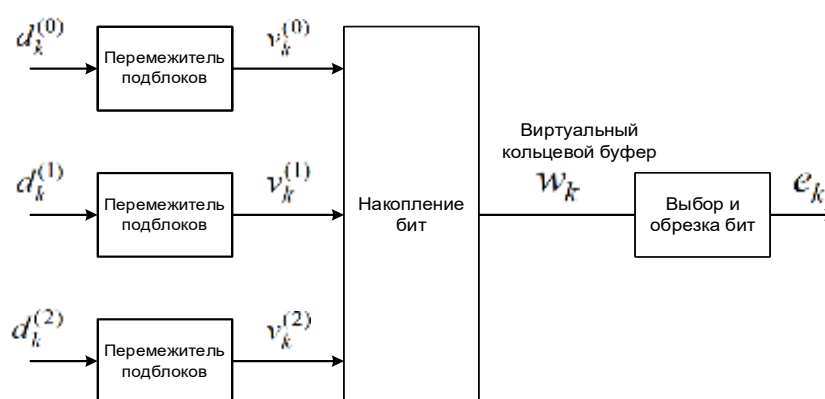 d_k^{(0)}
Перемежитель
подблоков
v_k^{(0)}
d_k^{(1)}
Перемежитель
подблоков
v_k^{(1)}
d_k^{(2)}
Перемежитель
подблоков
v_k^{(2)}
Накопление
бит
Виртуальный
кольцевой буфер
w_k
Выбор и
обрезка бит
e_k